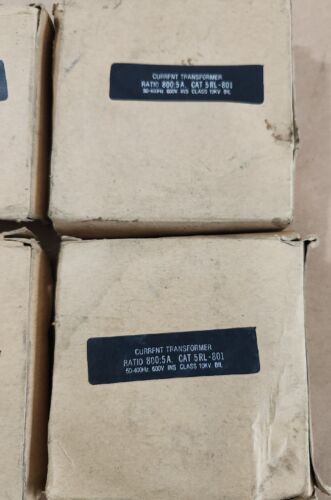 CURRENT TRANSFORMER
RATIO 800:5A. CAT 5RL-801
50-400Hz 600V INS CLASS 10KV BIL
CURRENT TRANSFORMER
RATIO 800:5A. CAT 5RL-801
50-400Hz 600V INS CLASS 10KV BIL